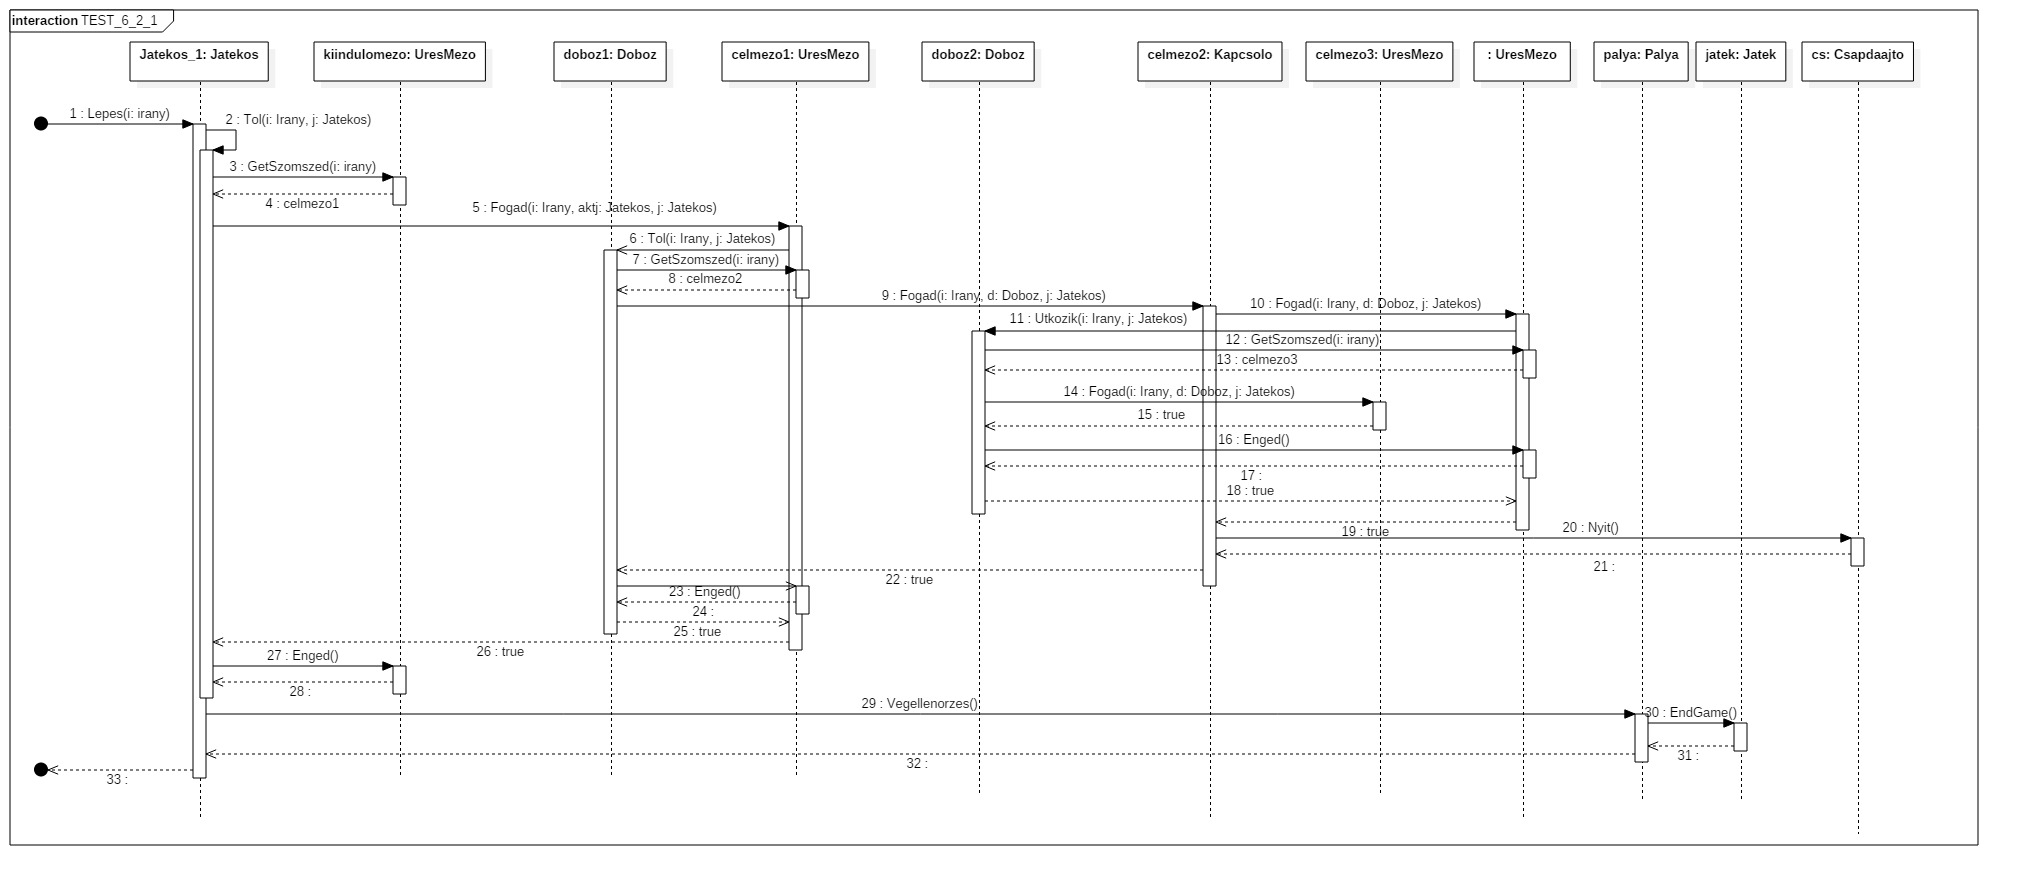 interaction TEST_6_2_1
Jatekos_1: Jatekos
kiindulomezo: UresMezo
doboz1: Doboz
celmezo1: UresMezo
doboz2: Doboz
celmezo2: Kapcsolo
celmezo3: UresMezo
: UresMezo
palya: Palya
jatek: Jatek
cs: Csapdaajto
1 : Lepes(i: irany)
2 : Tol(i: Irany, j: Jatekos)
3 : GetSzomszed(i: irany)
4 : celmezo1
5 : Fogad(i: Irany, aktj: Jatekos, j: Jatekos)
6 : Tol(i: Irany, j: Jatekos)
7 : GetSzomszed(i: irany)
8 : celmezo2
9 : Fogad(i: Irany, d: Doboz, j: Jatekos)
10 : Fogad(i: Irany, d: Doboz, j: Jatekos)
11 : Utkozik(i: Irany, j: Jatekos)
12 : GetSzomszed(i: irany)
13 : celmezo3
14 : Fogad(i: Irany, d: Doboz, j: Jatekos)
15 : true
16 : Enged()
17 :
18 : true
19 : true
20 : Nyit()
21 :
22 : true
23 : Enged()
24 :
25 : true
26 : true
27 : Enged()
28 :
29 : Vegellenorzes()
30 : EndGame()
31 :
32 :
33 :